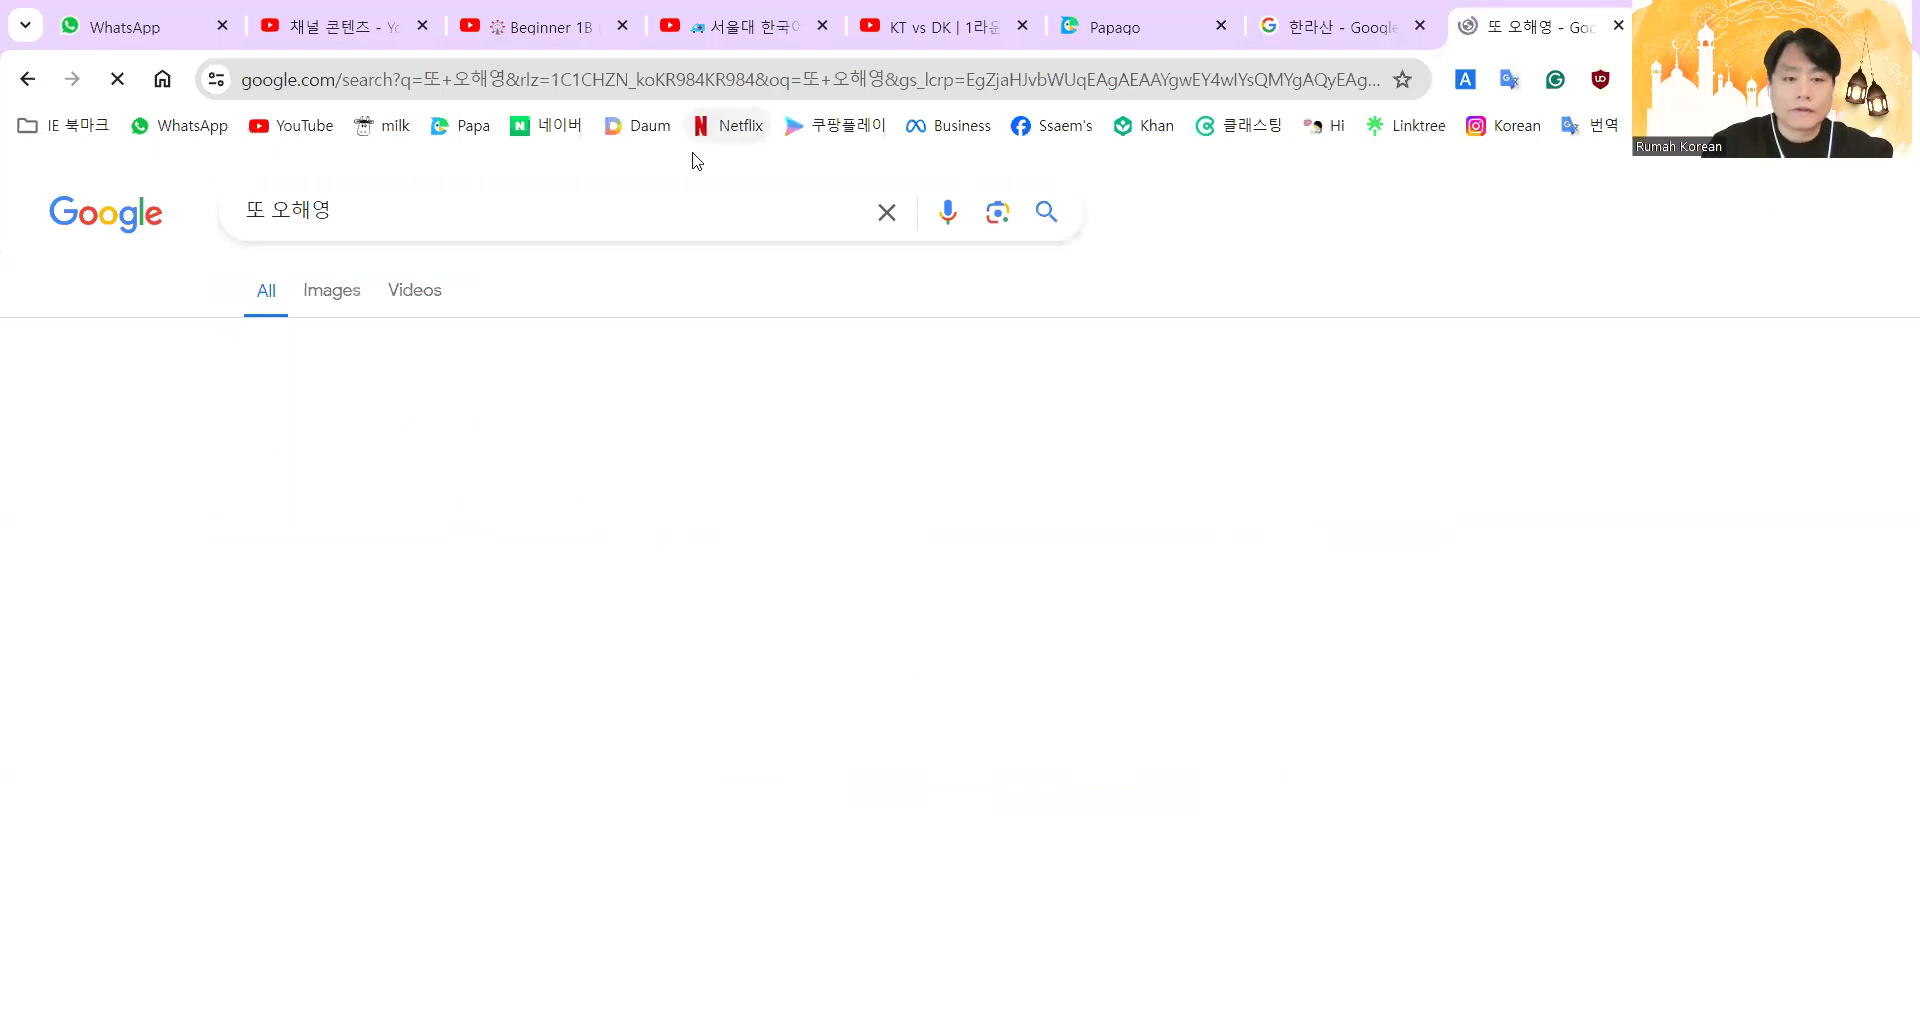 WhatsApp
채널 콘텐츠 - Yo
Beginner 1B
서울대 한국어
KT vs DK | 1라운
Papago
한라산 - Google
또 오해영 - Goo
google.com/search?q=또+오해영&rlz=1C1CHZN_koKR984KR984&oq=또+오해영&gs_lcrp=EgZjaHJvbWUqEAgAEAAYgwEY4wIYsQMYgAQyEAg...
IE 북마크 WhatsApp YouTube milk Papa 네이버 Daum Netflix 쿠팡플레이 Business Ssaem's Khan 클래스팅 Hi Linktree Korean 번역
Rumah Korean
Google
또 오해영
All Images Videos